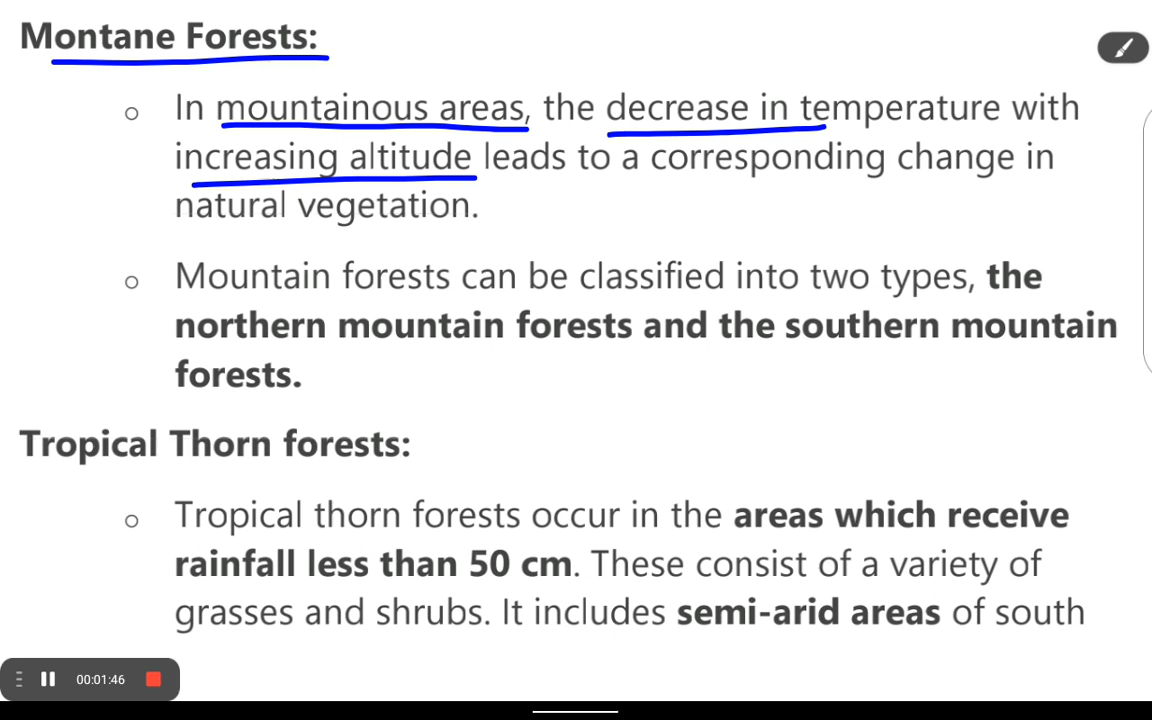 Montane Forests:
o In mountainous areas, the decrease in temperature with
increasing altitude leads to a corresponding change in
natural vegetation.
o Mountain forests can be classified into two types, the
northern mountain forests and the southern mountain
forests.
Tropical Thorn forests:
o Tropical thorn forests occur in the areas which receive
rainfall less than 50 cm. These consist of a variety of
grasses and shrubs. It includes semi-arid areas of south
00:01:46